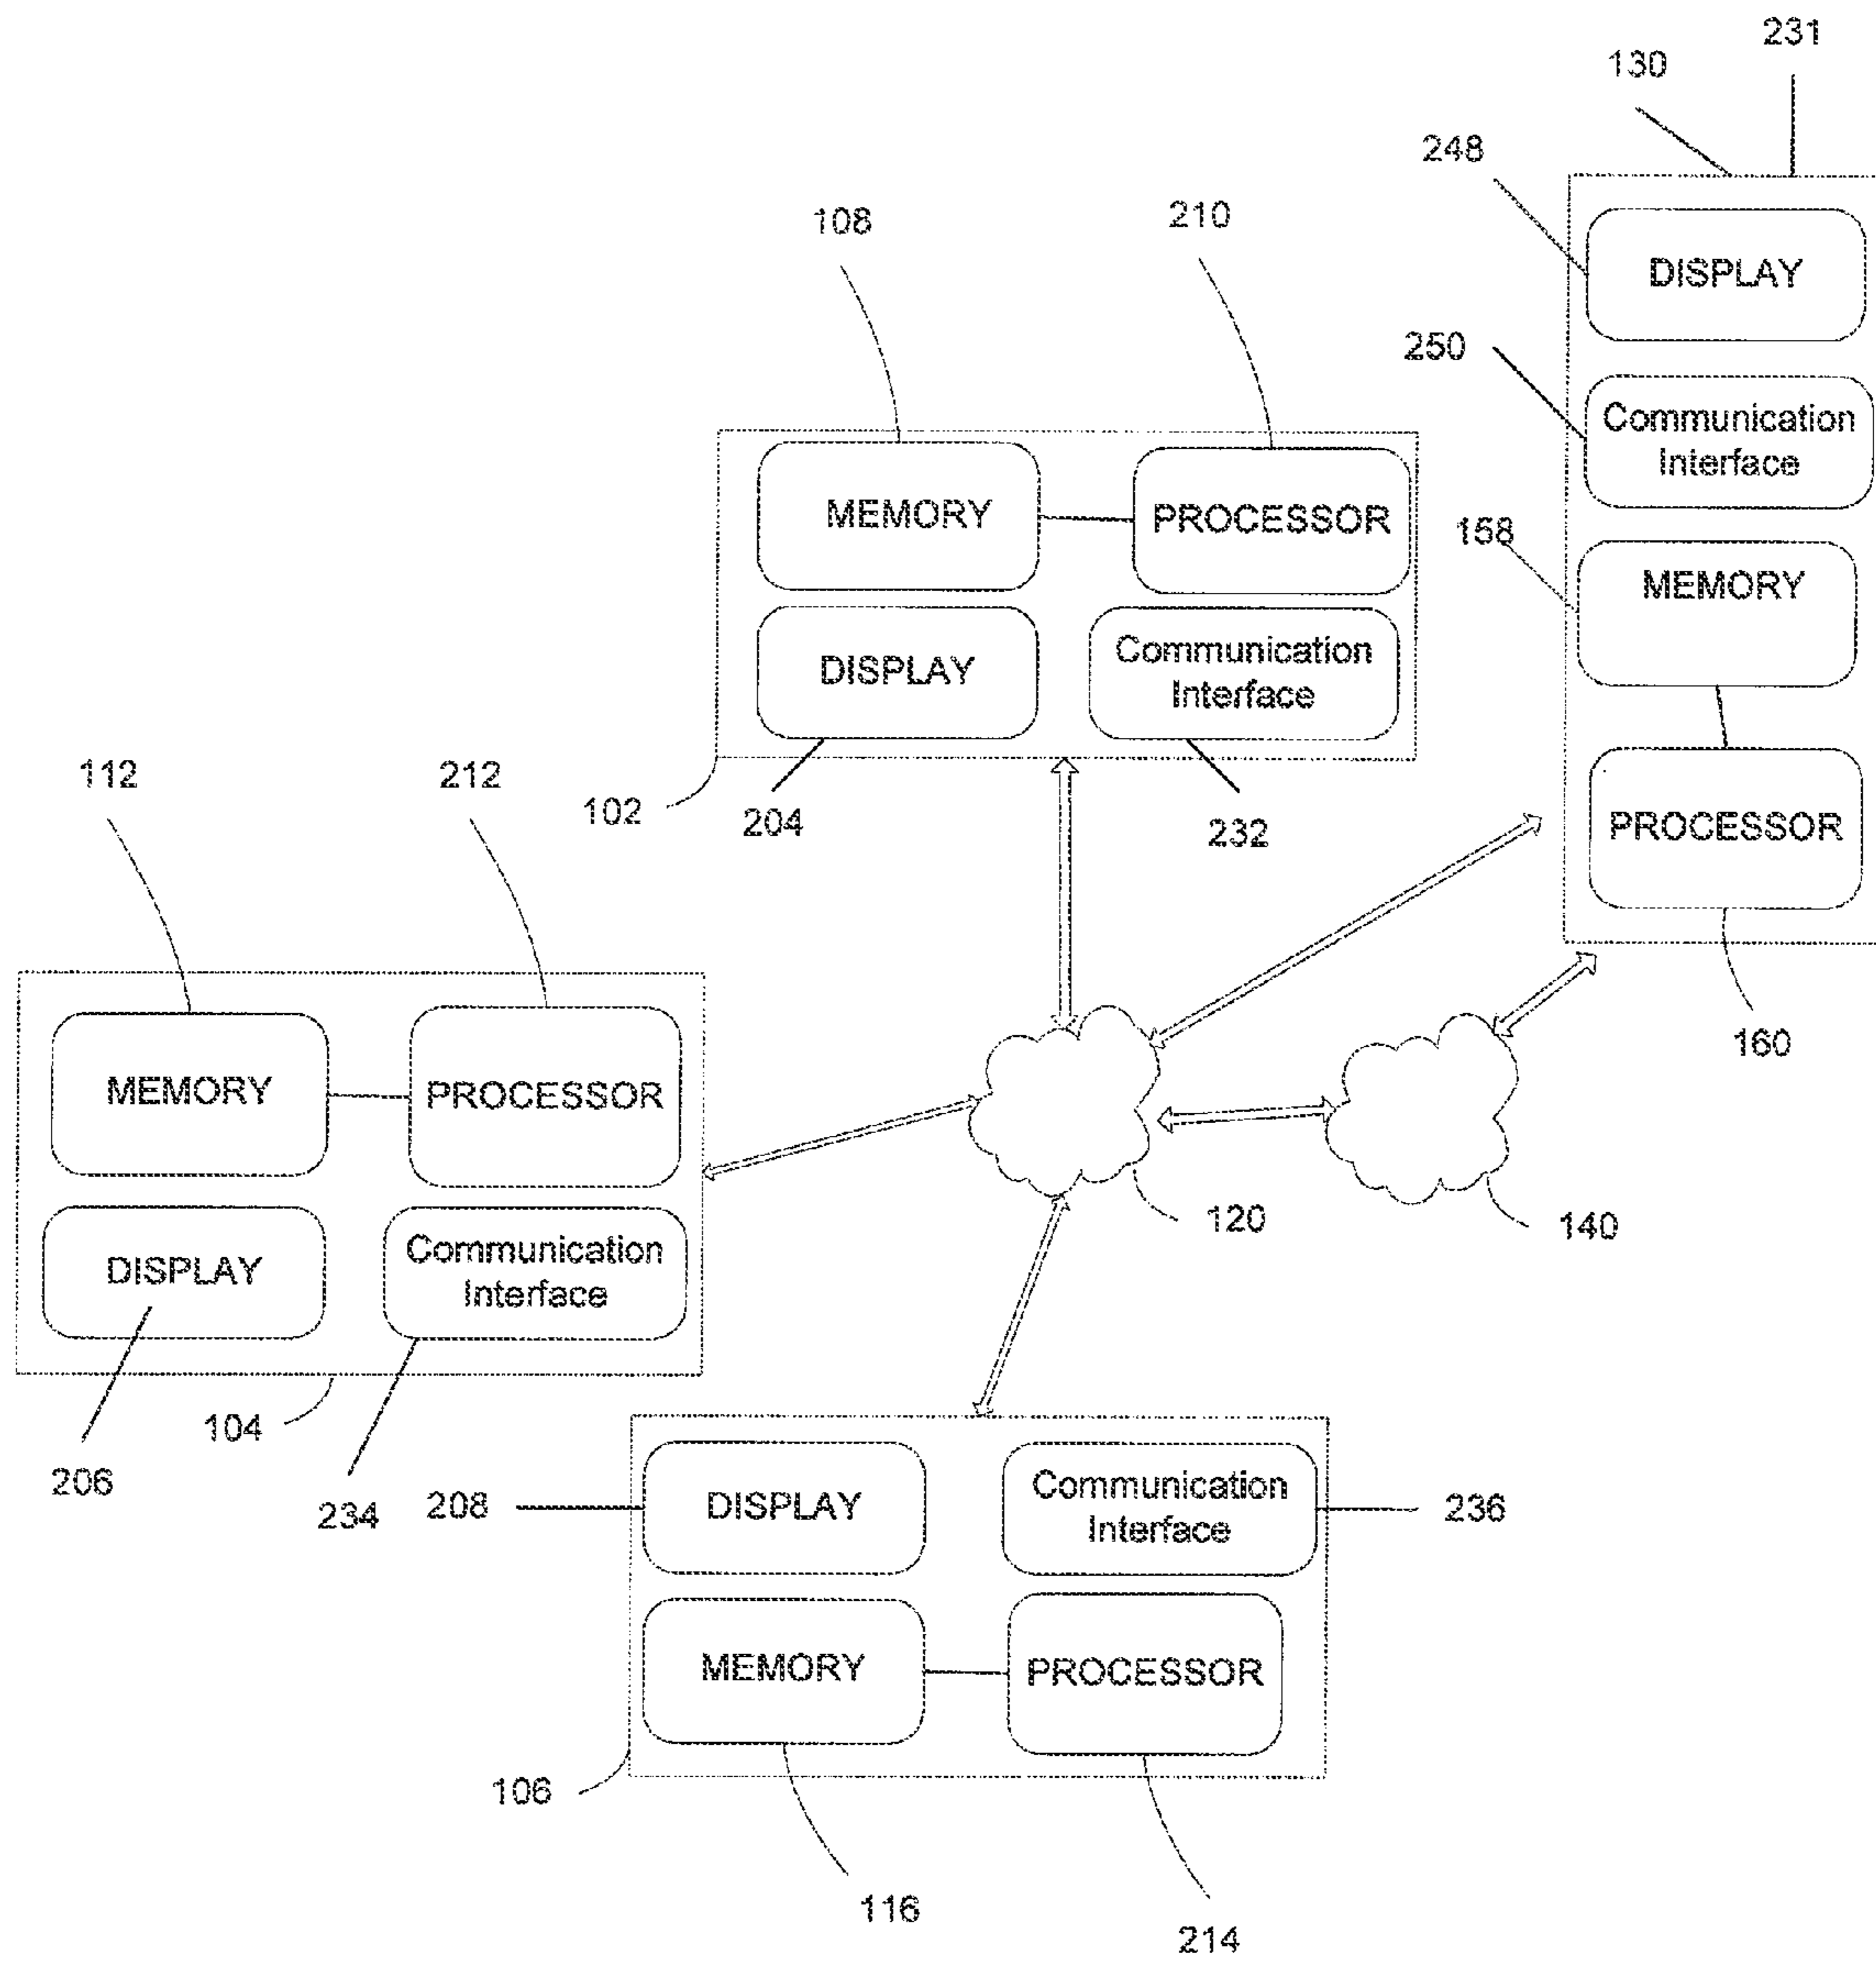 231
130
248
DISPLAY
108
210
250
Communication
Interface
MEMORY
PROCESSOR
158
MEMORY
DISPLAY
Communication
Interface
112
212
102
204
232
PROCESSOR
MEMORY
PROCESSOR
160
DISPLAY
Communication
Interface
120
140
104
206
234
208
DISPLAY
Communication
Interface
236
MEMORY
PROCESSOR
106
116
214